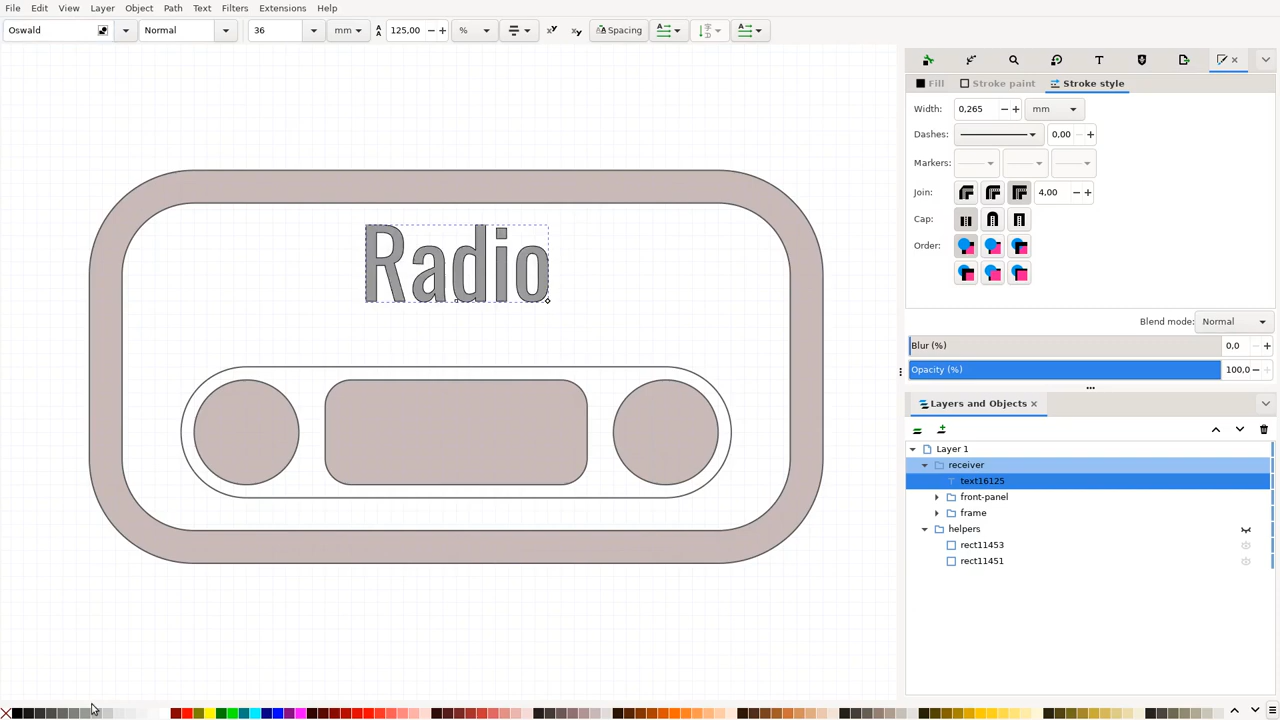 File Edit View Layer Object Path Text Filters Extensions Help
Oswald Normal 36 mm 125,00 % Spacing
Fill Stroke paint Stroke style
Width: 0,265 mm
Dashes: 0,00
Markers:
Join: 4,00
Cap:
Order:
Radio
Blend mode: Normal
Blur (%) 0,0
Opacity (%) 100,0
Layers and Objects
Layer 1
receiver
text16125
front-panel
frame
helpers
rect11453
rect11451